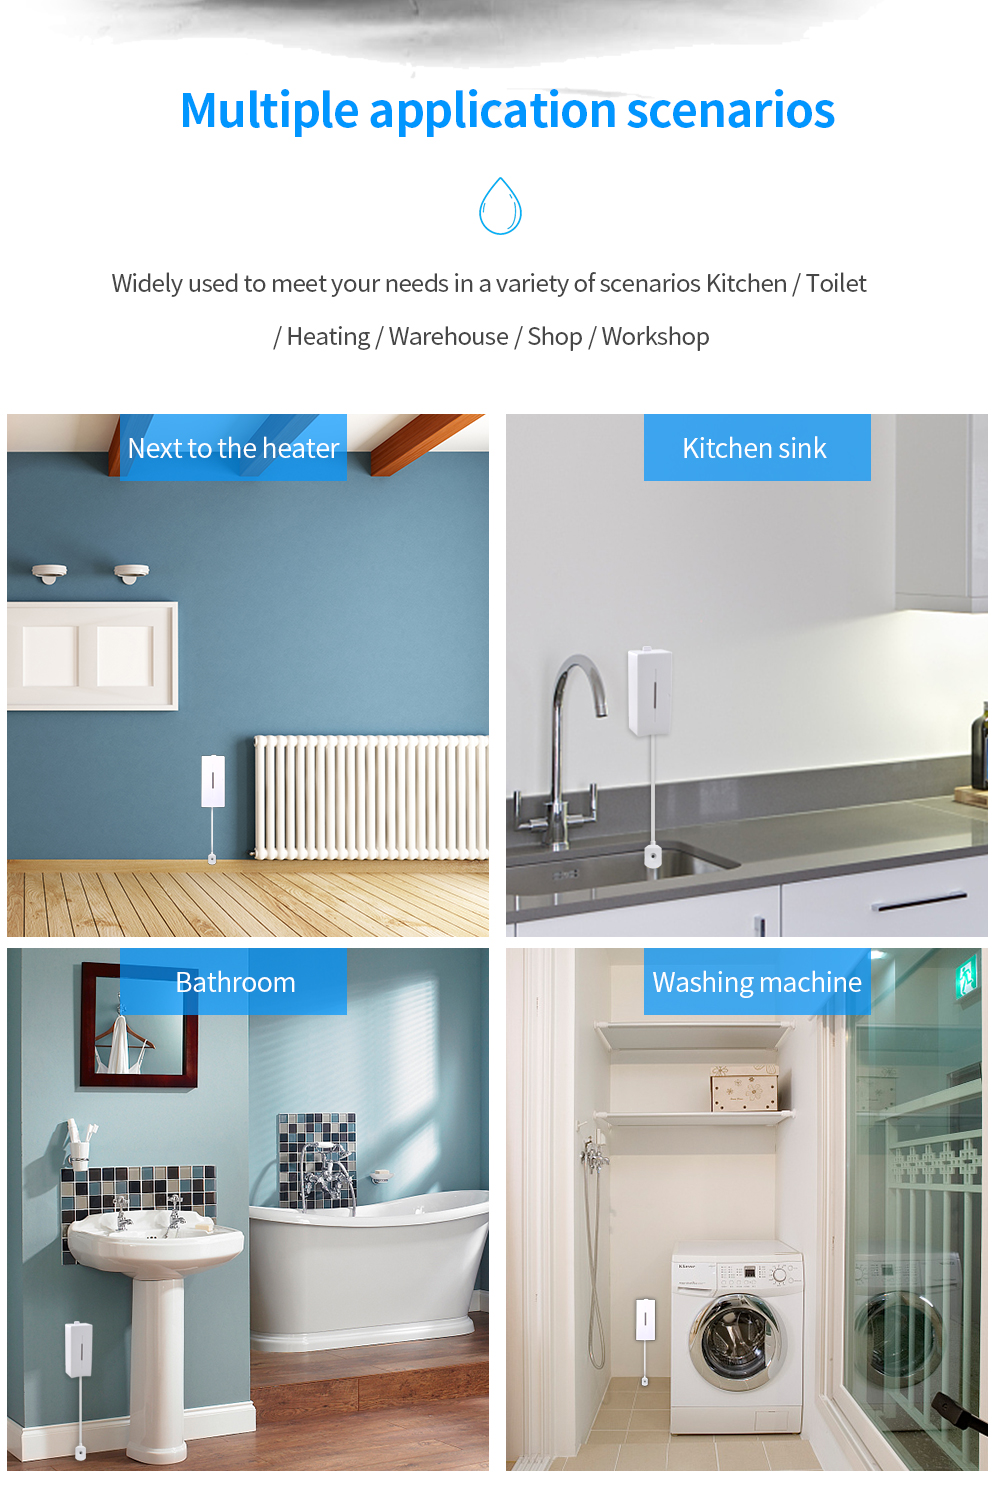 Multiple application scenarios
Widely used to meet your needs in a variety of scenarios Kitchen / Toilet
/ Heating / Warehouse / Shop / Workshop
Next to the heater
Kitchen sink
Bathroom
Washing machine